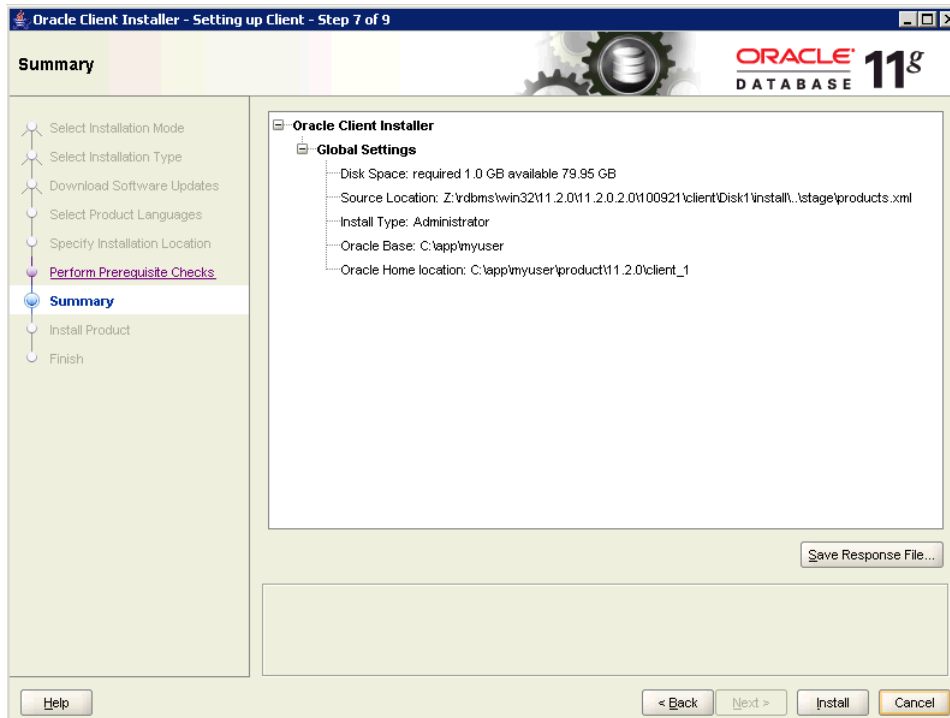 Oracle Client Installer - Setting up Client - Step 7 of 9
Summary
ORACLE
DATABASE
11g
Select Installation Mode
Select Installation Type
Download Software Updates
Select Product Languages
Specify Installation Location
Perform Prerequisite Checks
Summary
Install Product
Finish
Oracle Client Installer
Global Settings
Disk Space: required 1.0 GB available 79.95 GB
Source Location: Z:\rdbms\win32\11.2.0\11.2.0.2.0\100921\client\Disk1\install\..\stage\products.xml
Install Type: Administrator
Oracle Base: C:\app\myuser
Oracle Home location: C:\app\myuser\product\11.2.0\client_1
Save Response File...
Help
< Back
Next >
Install
Cancel